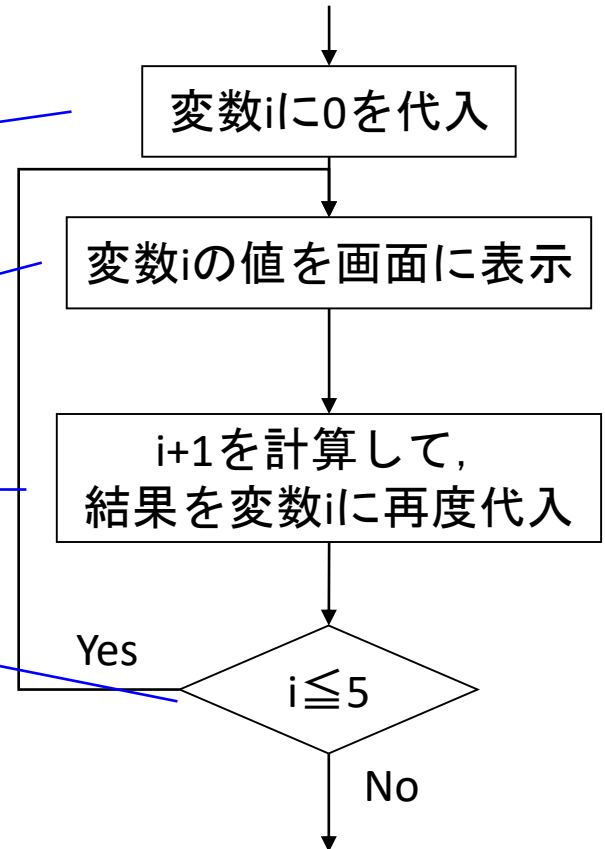 変数iに0を代入
変数iの値を画面に表示
i+1を計算して,
結果を変数iに再度代入
Yes
i≦5
No